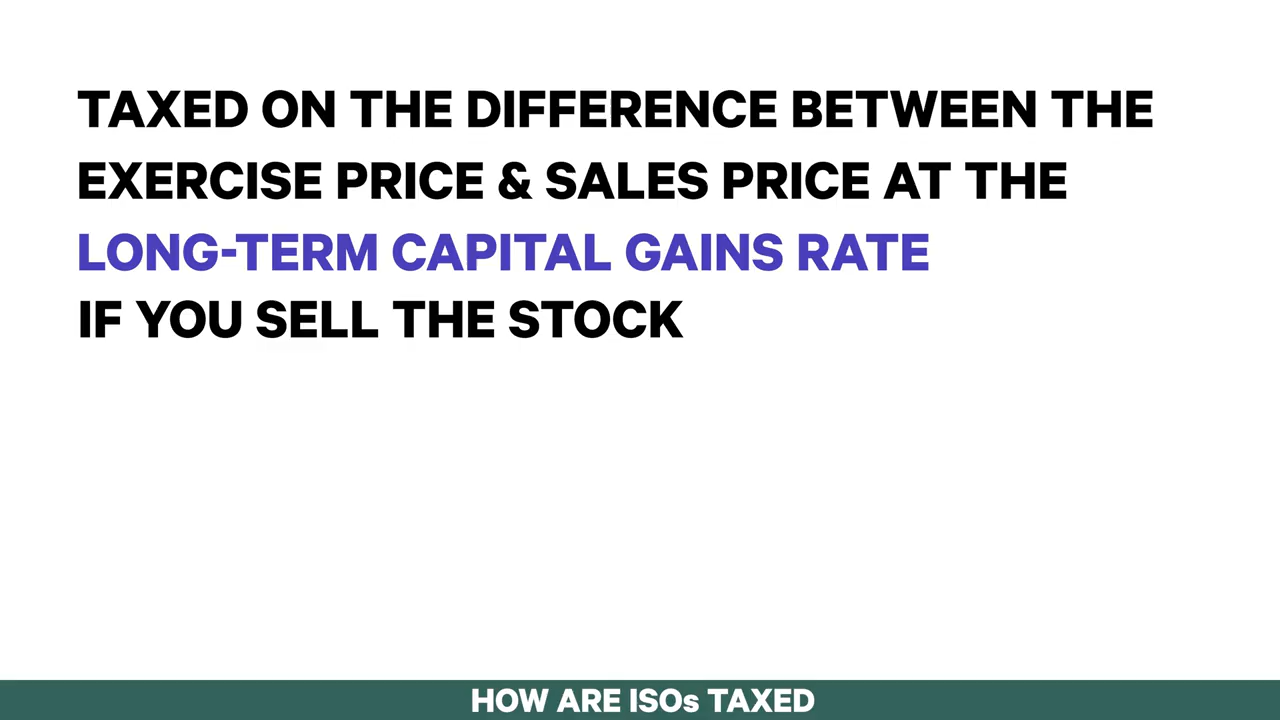 TAXED ON THE DIFFERENCE BETWEEN THE
EXERCISE PRICE & SALES PRICE AT THE
LONG-TERM CAPITAL GAINS RATE
IF YOU SELL THE STOCK
HOW ARE ISOs TAXED